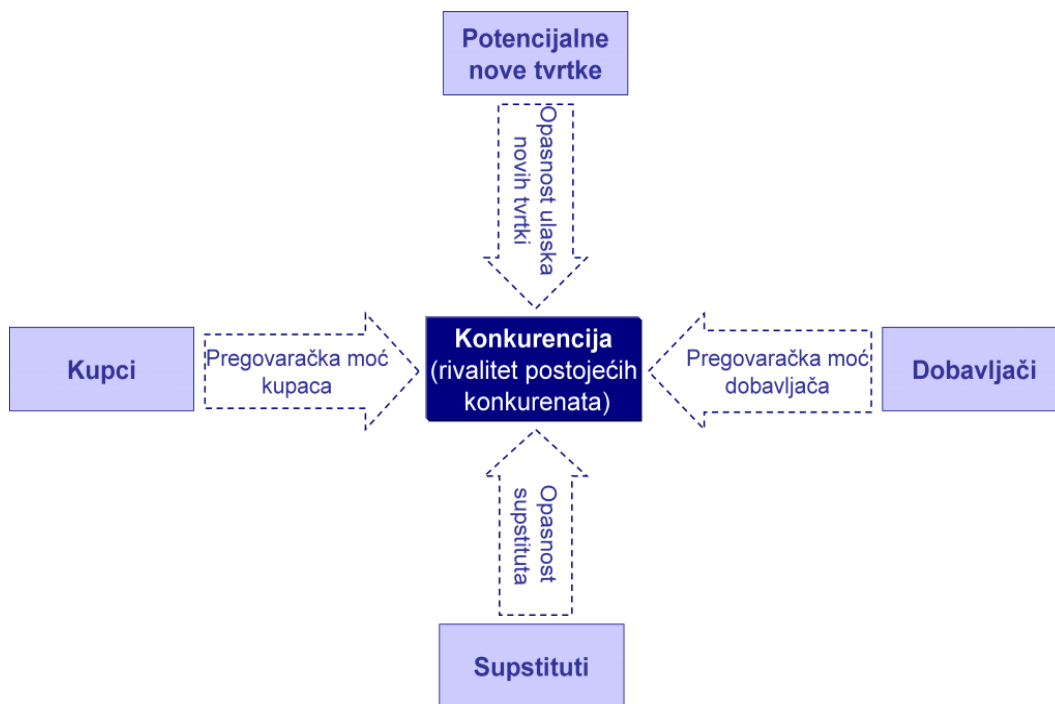 Potencijalne
nove tvrtke
Opasnost ulaska
novih tvrtki
Kupci
Pregovaračka moć
kupaca
Konkurencija
(rivalitet postojećih
konkurenata)
Pregovaračka moć
dobavljača
Dobavljači
Opasnost
supstituta
Supstituti